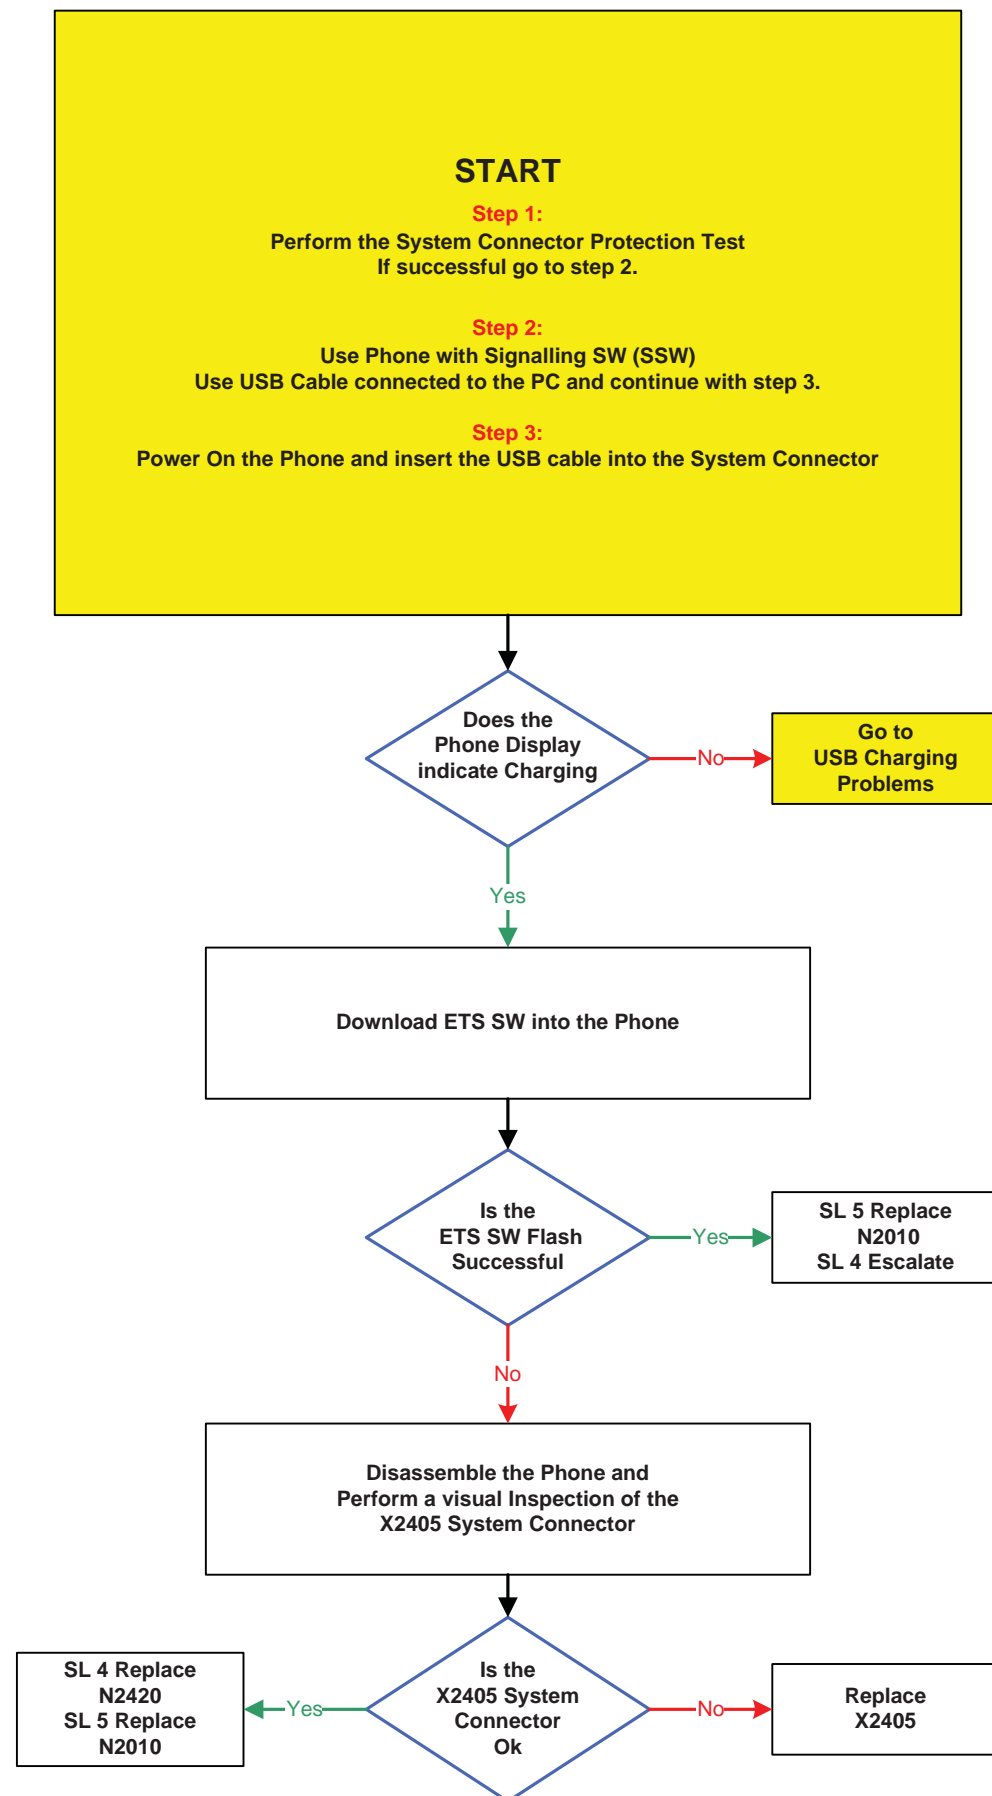 START
Step 1:
Perform the System Connector Protection Test
If successful go to step 2.
Step 2:
Use Phone with Signalling SW (SSW)
Use USB Cable connected to the PC and continue with step 3.
Step 3:
Power On the Phone and insert the USB cable into the System Connector
Does the
Phone Display
indicate Charging
No
Go to
USB Charging
Problems
Yes
Download ETS SW into the Phone
Is the
ETS SW Flash
Successful
Yes
SL 5 Replace
N2010
SL 4 Escalate
No
Disassemble the Phone and
Perform a visual Inspection of the
X2405 System Connector
SL 4 Replace
N2420
SL 5 Replace
N2010
Yes
Is the
X2405 System
Connector
Ok
No
Replace
X2405